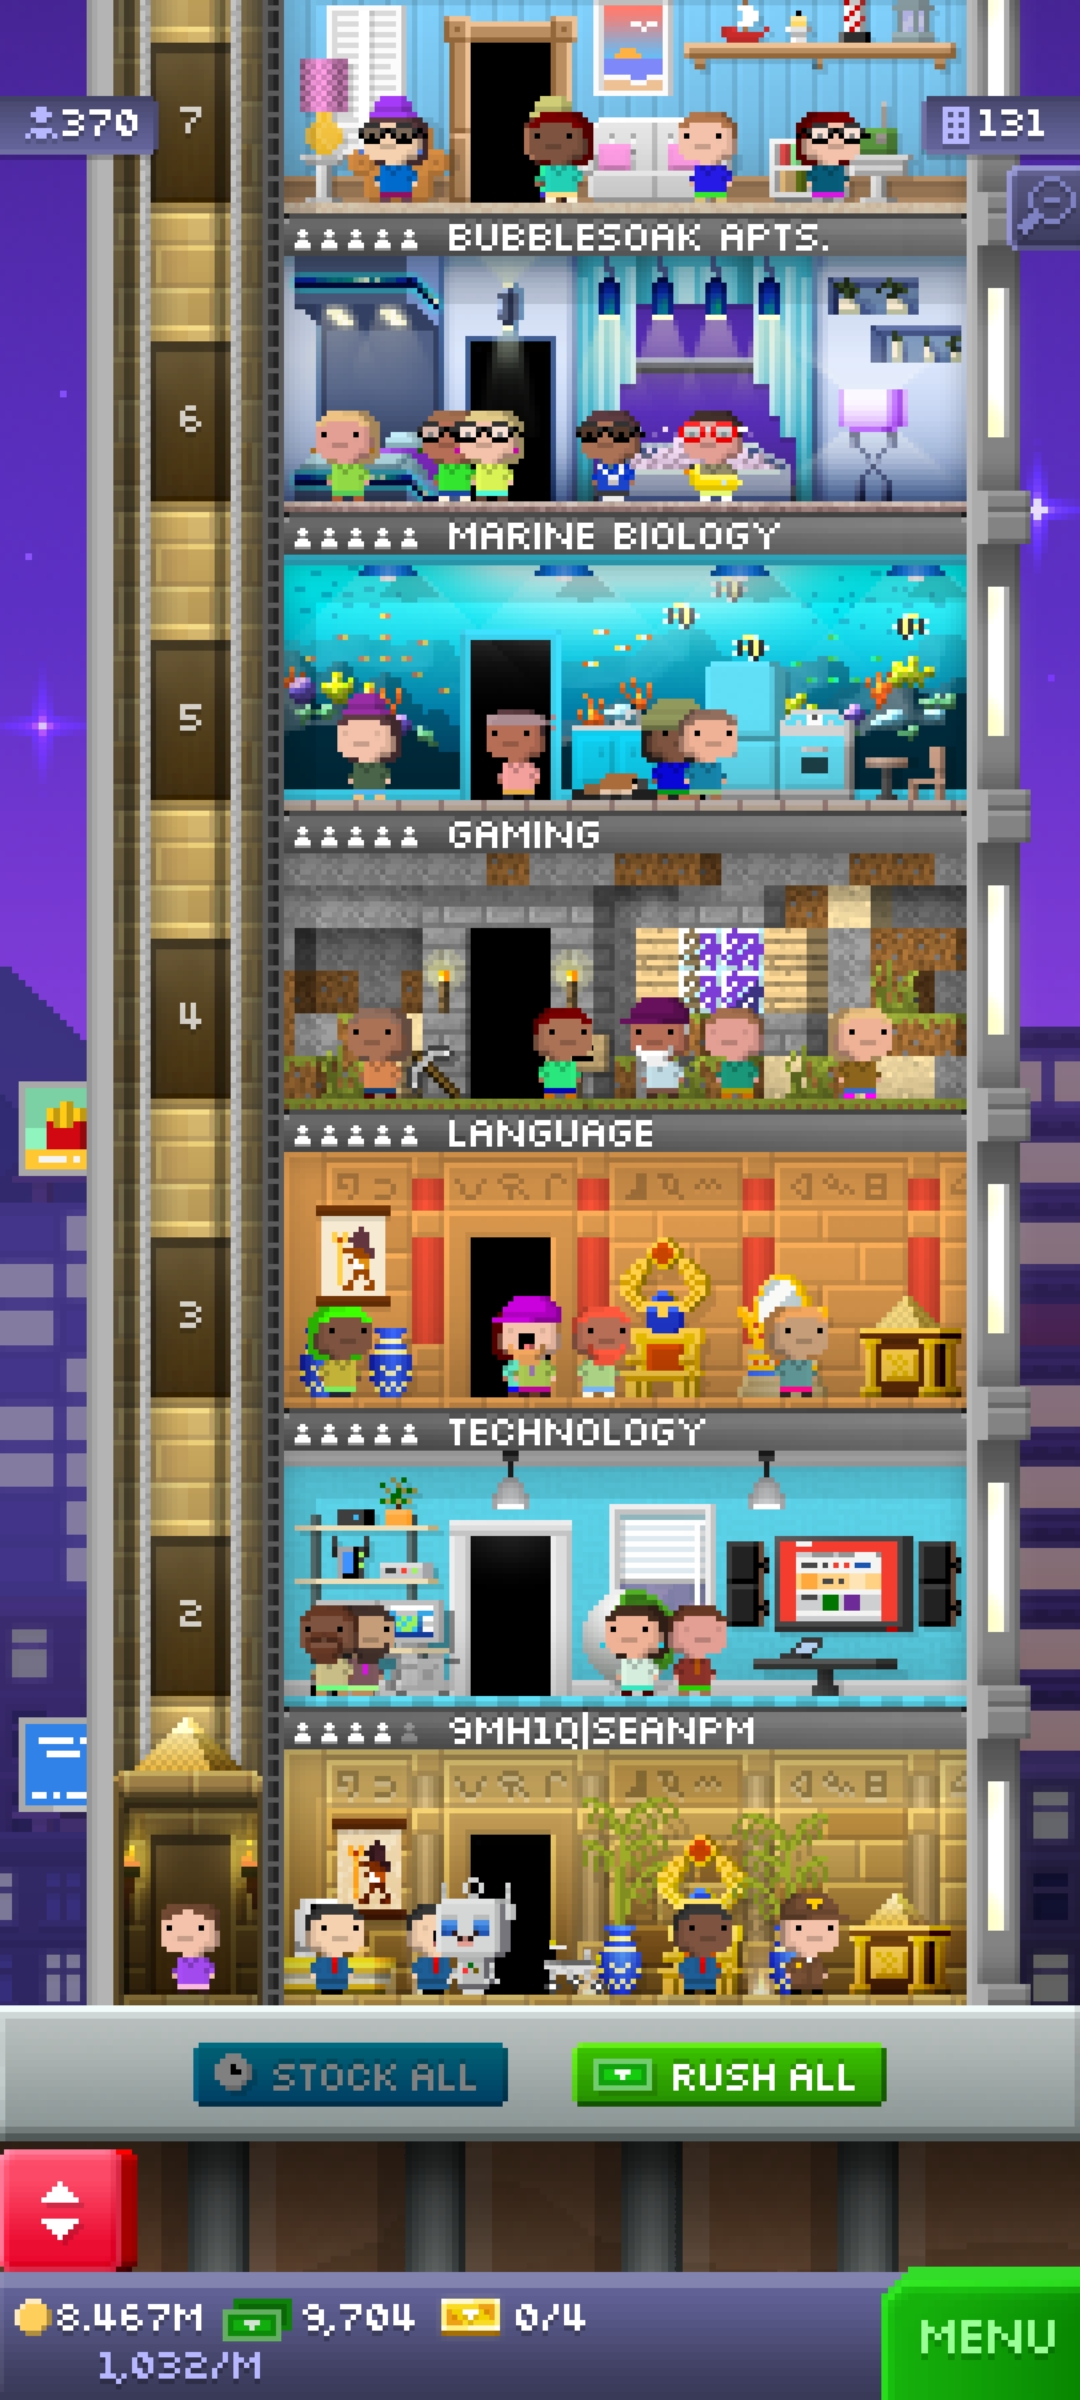 370
7
131
BUBBLESOAK APTS.
6
MARINE BIOLOGY
5
GAMING
4
LANGUAGE
3
TECHNOLOGY
2
9MH1Q|SEANPM
STOCK ALL
RUSH ALL
8.467M 9,704 0/4
1,032/M
MENU